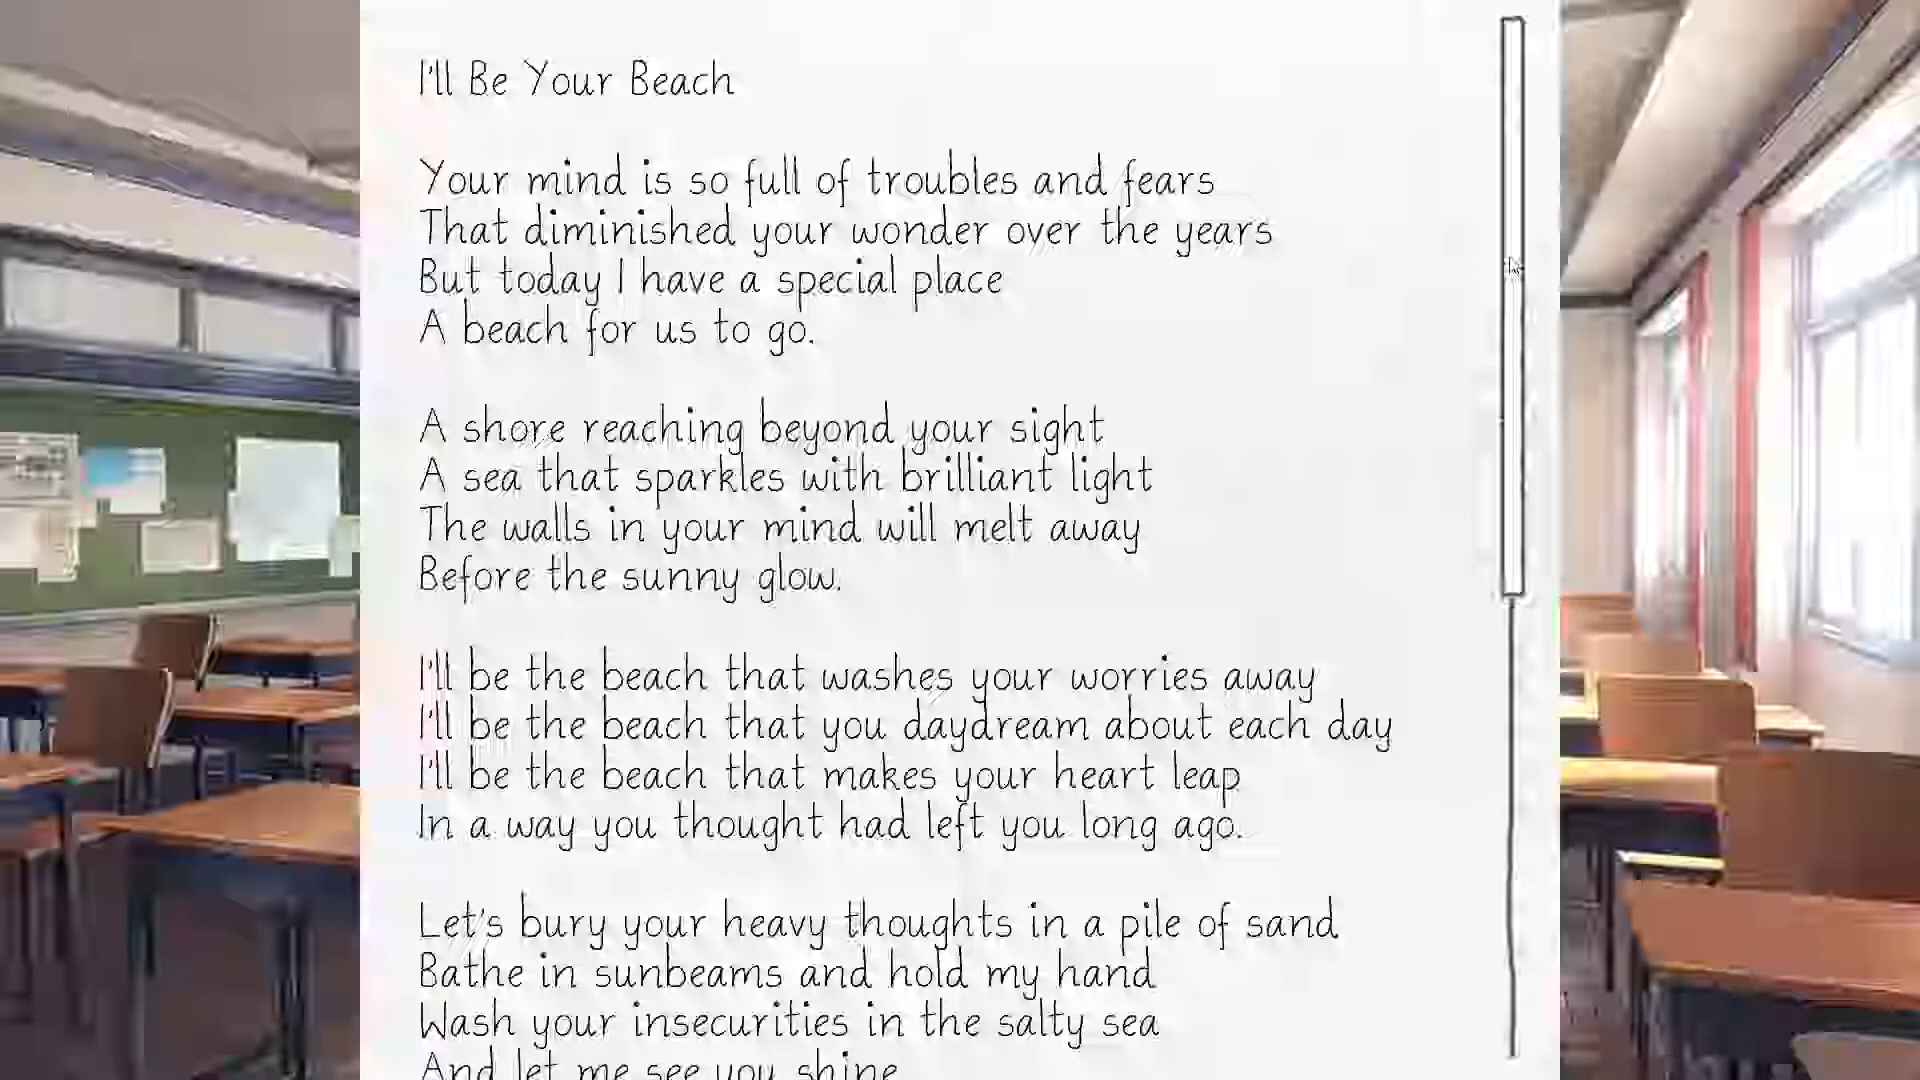 I'll Be Your Beach
Your mind is so full of troubles and fears
That diminished your wonder over the years
But today I have a special place
A beach for us to go.
A shore reaching beyond your sight
A sea that sparkles with brilliant light
The walls in your mind will melt away
Before the sunny glow.
I'll be the beach that washes your worries away
I'll be the beach that you daydream about each day
I'll be the beach that makes your heart leap
In a way you thought had left you long ago.
Let's bury your heavy thoughts in a pile of sand
Bathe in sunbeams and hold my hand
Wash your insecurities in the salty sea
And let me see you shine